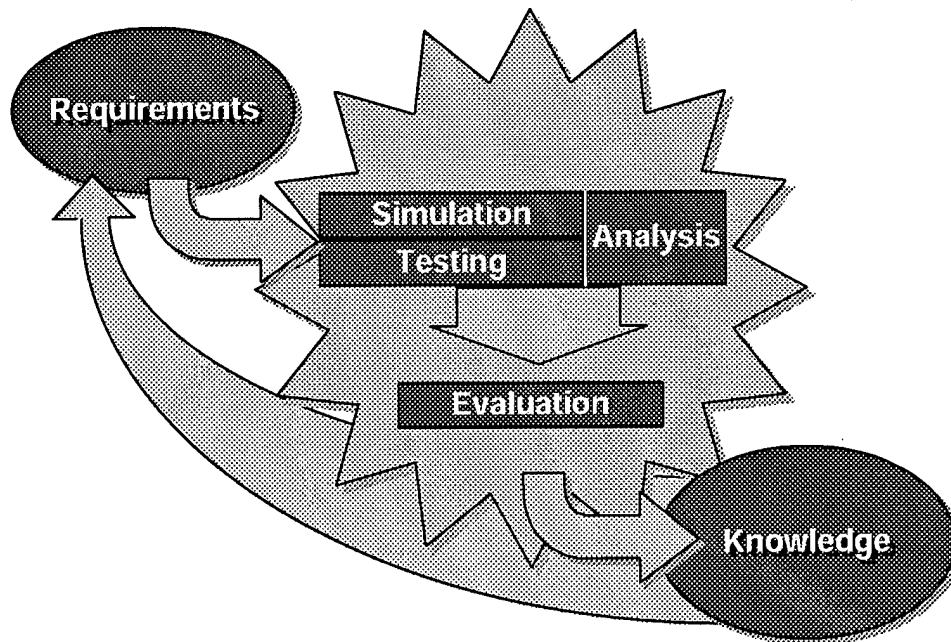 Requirements
Simulation
Testing
Analysis
Evaluation
Knowledge